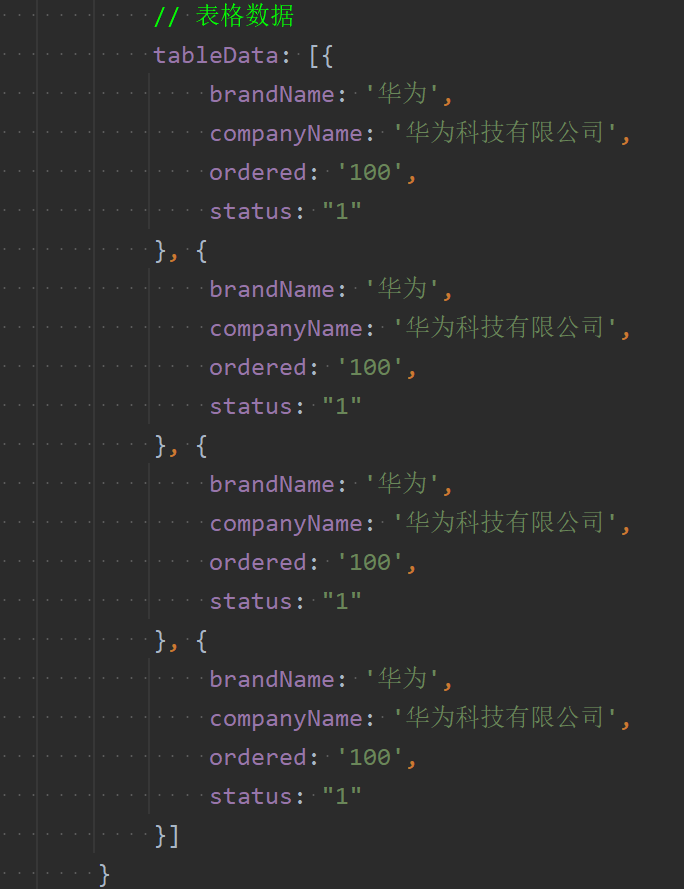 // 表格数据
tableData: [{
brandName: '华为',
companyName: '华为科技有限公司',
ordered: '100',
status: "1"
}, {
brandName: '华为',
companyName: '华为科技有限公司',
ordered: '100',
status: "1"
}, {
brandName: '华为',
companyName: '华为科技有限公司',
ordered: '100',
status: "1"
}, {
brandName: '华为',
companyName: '华为科技有限公司',
ordered: '100',
status: "1"
}]
}